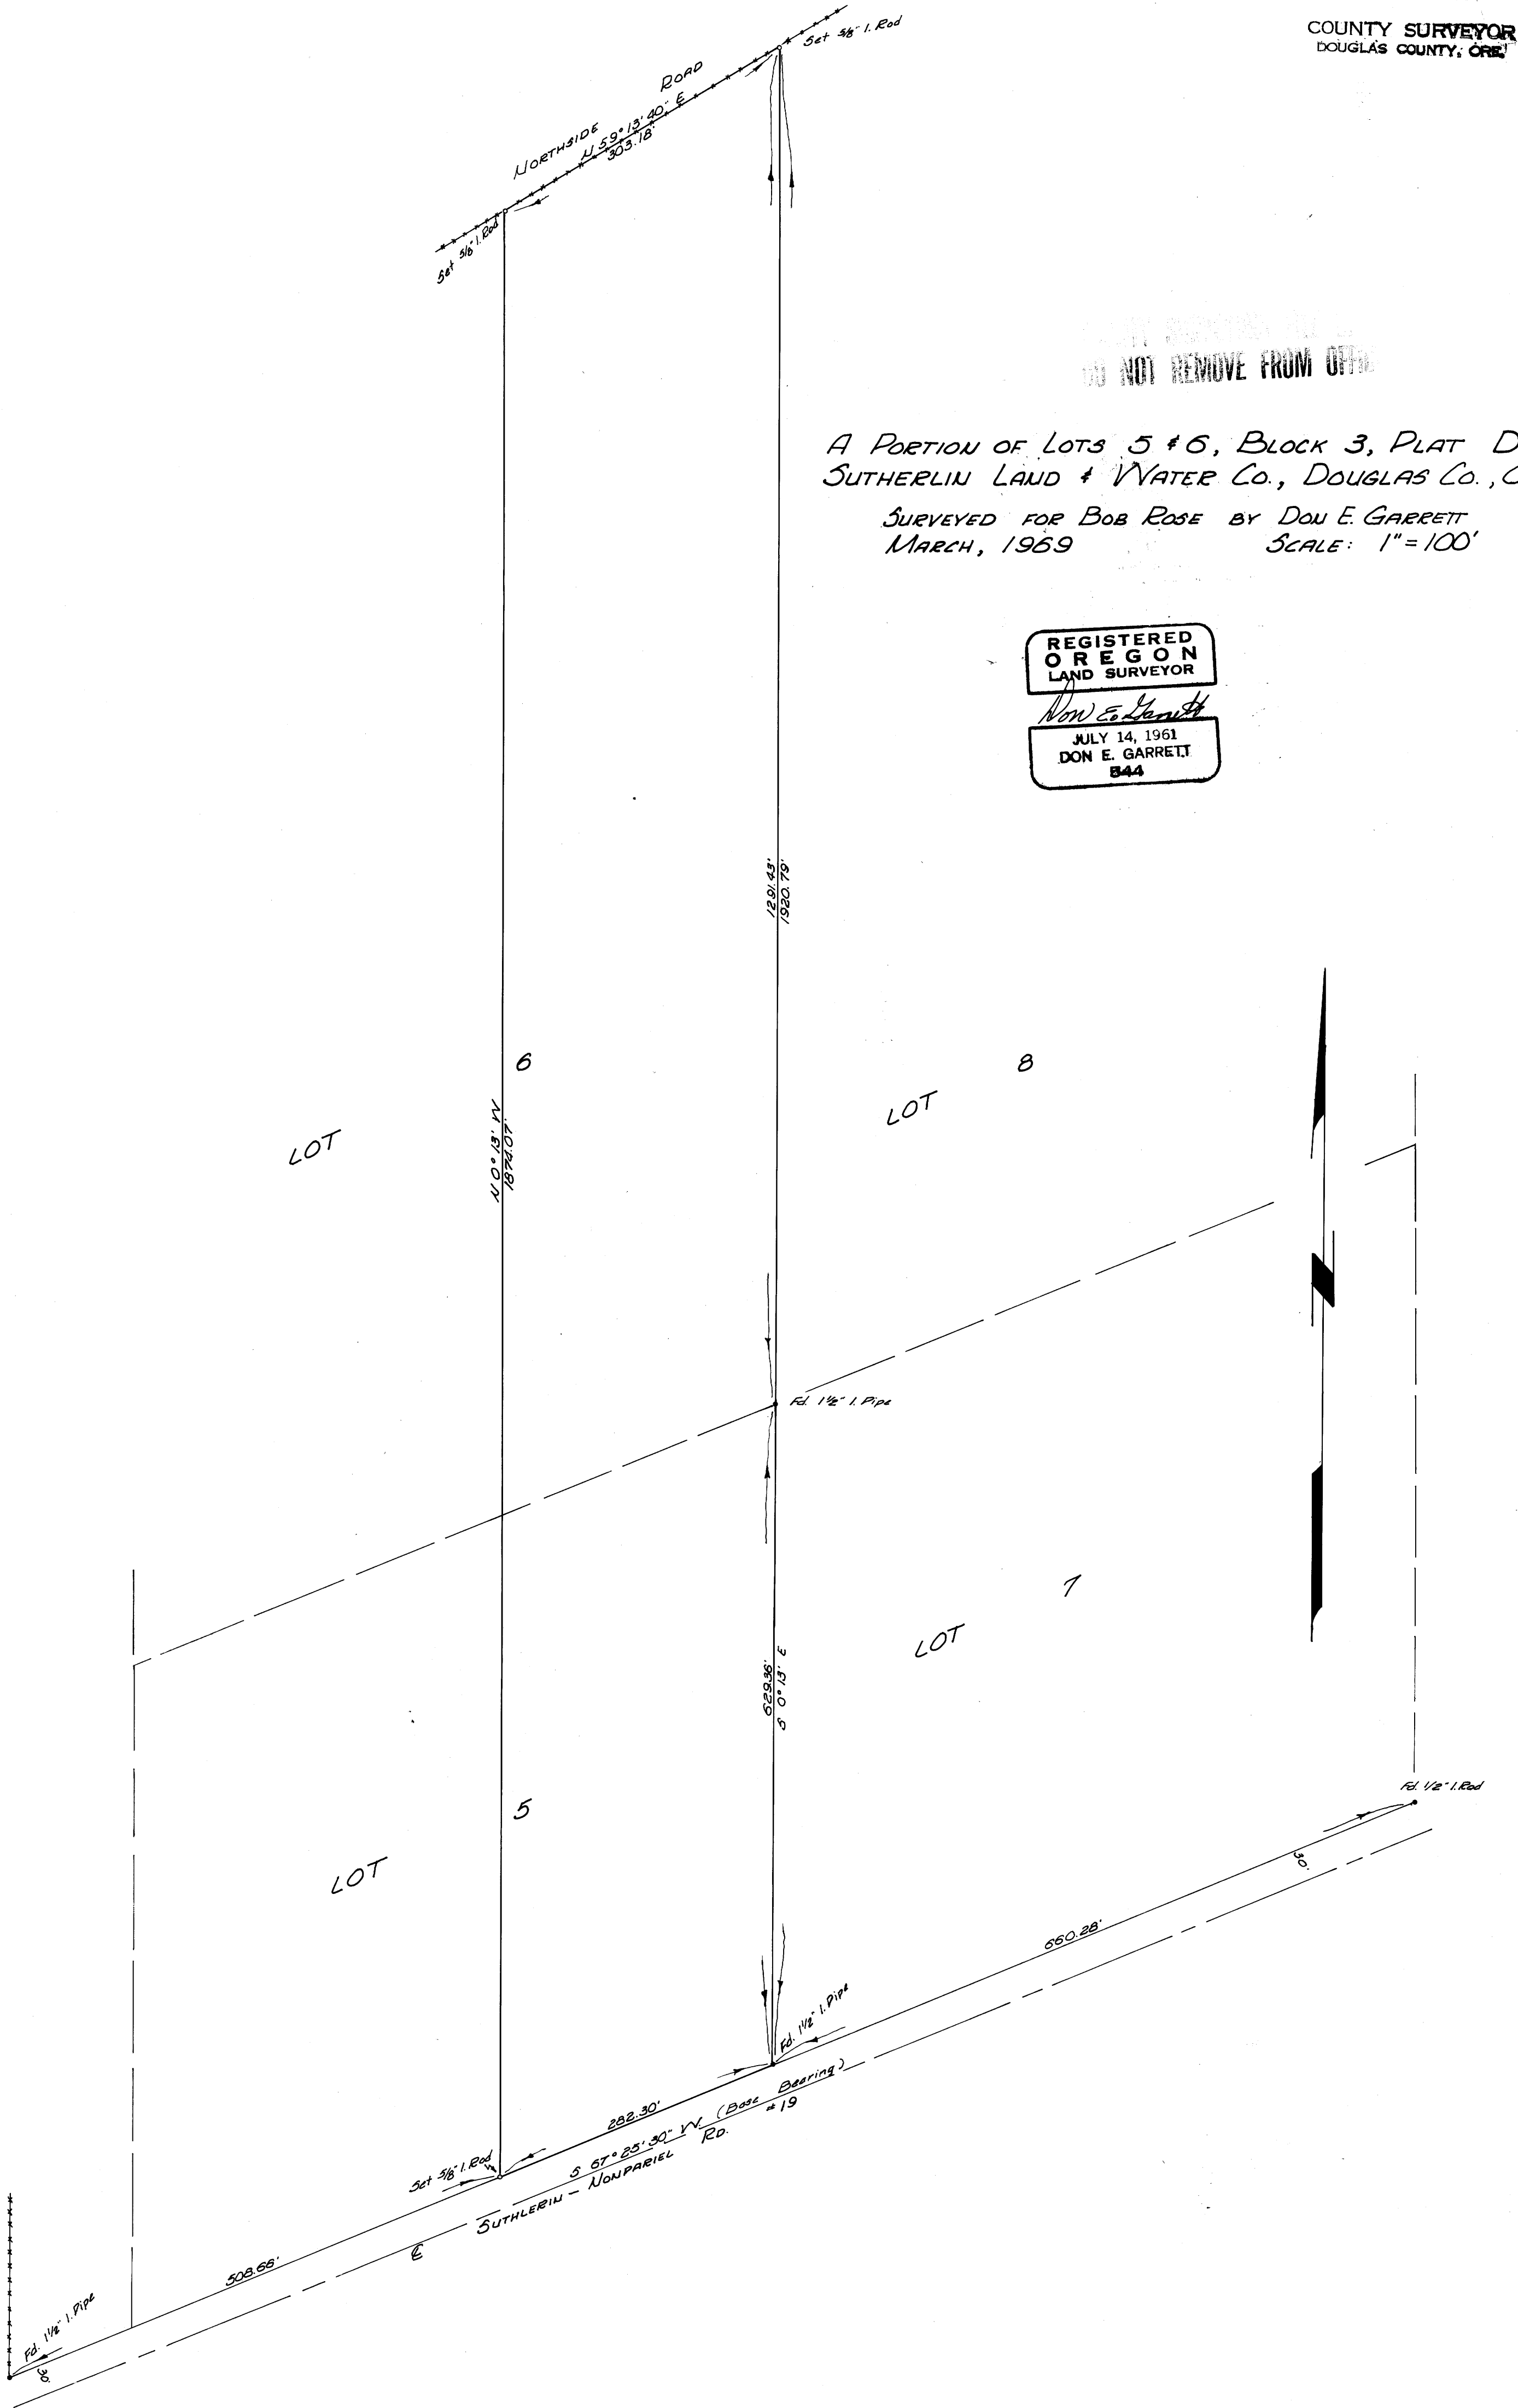 COUNTY SURVEYOR
DOUGLAS COUNTY, ORE.
Set 5/8" I. Rod
NORTHSIDE ROAD
N 59° 13' 40" E
303.18'
Set 5/8" I. Rod
NOT REMOVE FROM
A PORTION OF LOTS 5 & 6, BLOCK 3, PLAT D
SUTHERLIN LAND & WATER CO., DOUGLAS CO.,
SURVEYED FOR BOB ROSE BY DON E. GARRETT
MARCH, 1969 SCALE: 1" = 100'
REGISTERED
OREGON
LAND SURVEYOR
Don E. Garrett
JULY 14, 1961
DON E. GARRETT
544
1291.43'
1920.79'
6
8
LOT
LOT
N 0° 13' W
1874.07'
N
Fd. 1½" I. Pipe
7
LOT
629.36'
S 0° 13' E
5
LOT
Fd. 1/2" I. Rod
30'
660.28'
Fd. 1½" I. Pipe
282.30'
S 67° 25' 30" W (Base Bearing)
SUTHLERIN - NONPARIEL RD. #19
Set 5/8" I. Rod
℄
508.66'
Fd. 1½" I. Pipe
30'